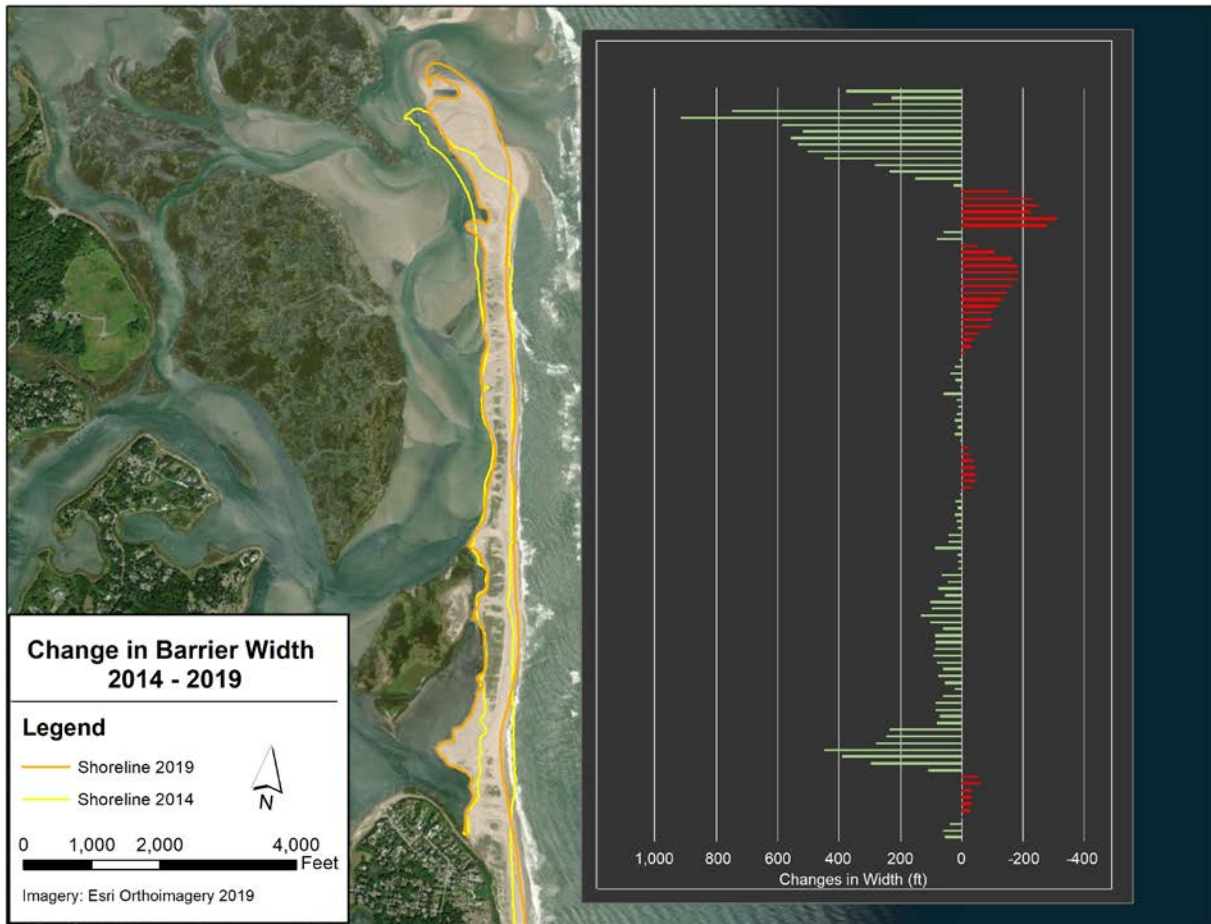 Change in Barrier Width
2014 - 2019
Legend
Shoreline 2019
Shoreline 2014
N
0 1,000 2,000 4,000
Feet
Imagery: Esri Orthoimagery 2019
1,000 800 600 400 200 0 -200 -400
Changes in Width (ft)